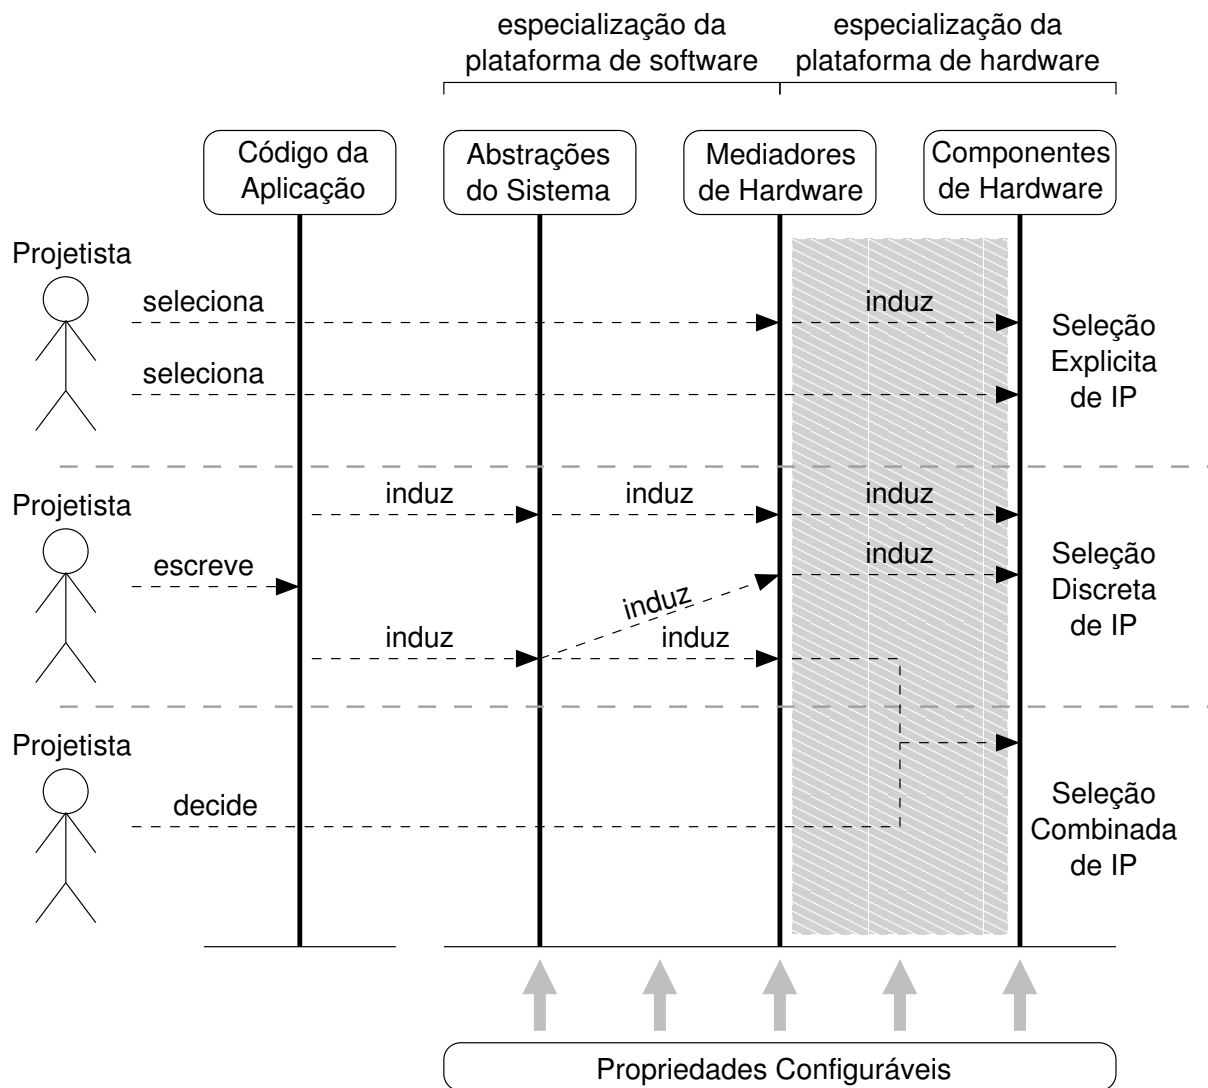 especialização da
plataforma de software
especialização da
plataforma de hardware
Código da
Aplicação
Abstrações
do Sistema
Mediadores
de Hardware
Componentes
de Hardware
Projetista
seleciona
induz
seleciona
Seleção
Explicita
de IP
Projetista
induz
induz
induz
escreve
induz
induz
induz
induz
Seleção
Discreta
de IP
Projetista
decide
Seleção
Combinada
de IP
Propriedades Configuráveis